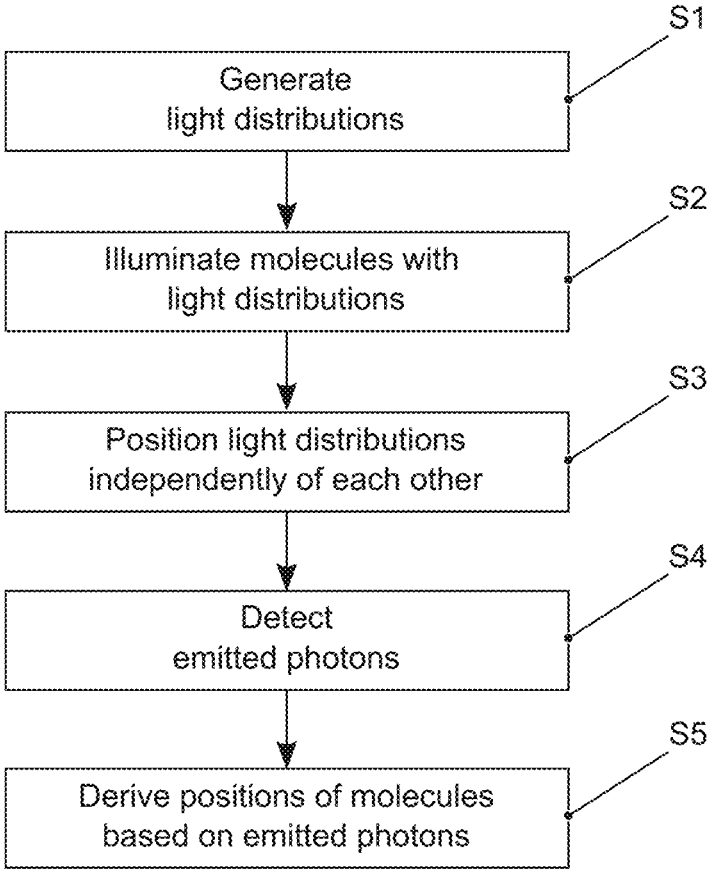 S1
Generate
light distributions
S2
Illuminate molecules with
light distributions
S3
Position light distributions
independently of each other
S4
Detect
emitted photons
S5
Derive positions of molecules
based on emitted photons